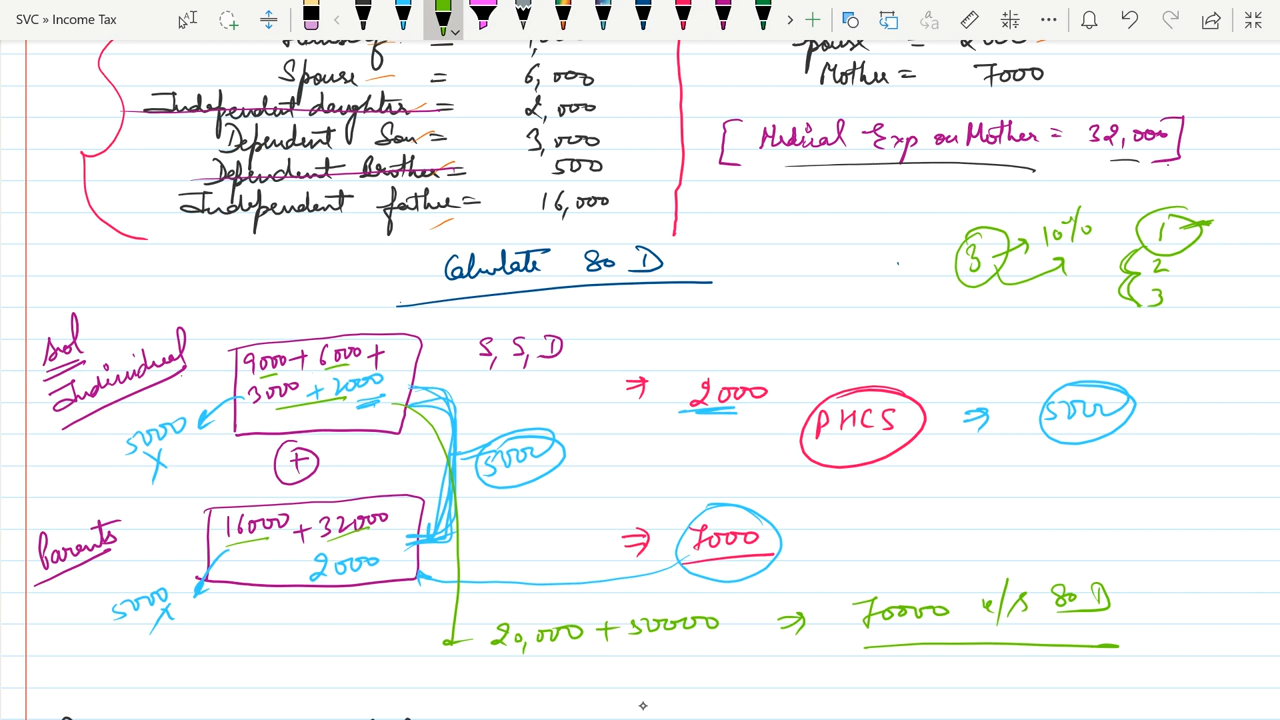 SVC » Income Tax
Spouse = 6,000
Mother = 7000
Independent daughter = 2,000
Dependent Son = 3,000
[Medical Exp on Mother = 32,000]
Dependent Brother = 500
Independent father = 16,000
3 → 10% 1
2
3
Calculate 80 D
Sol
Individual
9000 + 6000 +
3000 + 2000
S, S, D
⇒ 2000
PHCS ⇒ 5000
5000
X
+
5000
Parents
16000 + 32000
2000
⇒ 7000
5000
X
20,000 + 50000 ⇒ 70000 u/s 80 D